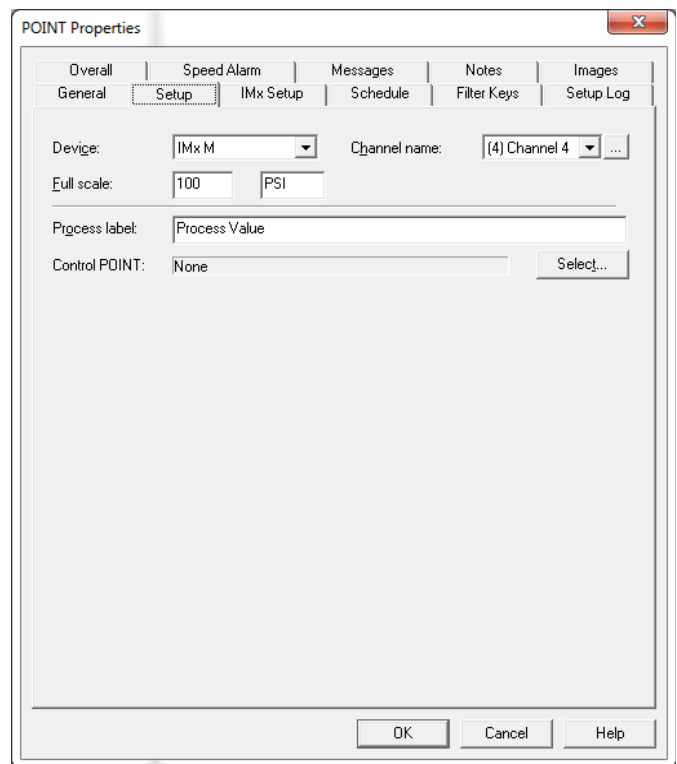 POINT Properties
Overall Speed Alarm Messages Notes Images
General Setup IMx Setup Schedule Filter Keys Setup Log
Device: IMx M Channel name: (4) Channel 4 ...
Full scale: 100 PSI
Process label: Process Value
Control POINT: None Select...
OK Cancel Help